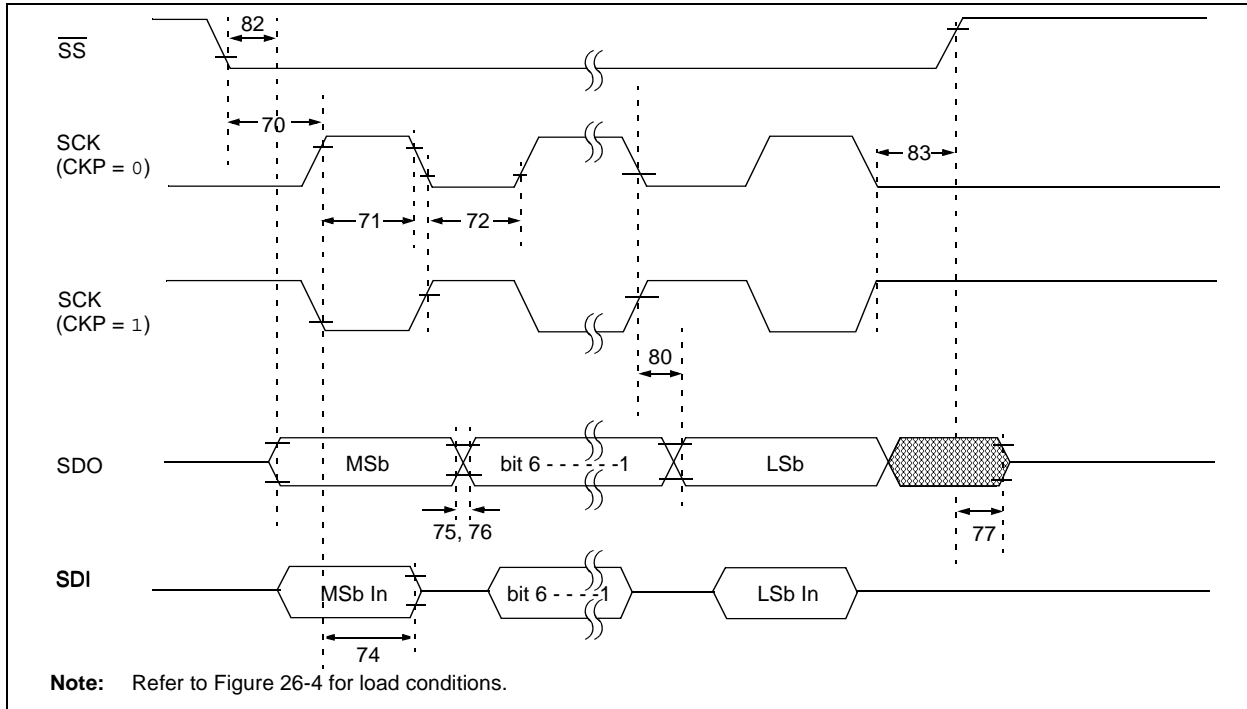 82
SS
70
SCK
(CKP = 0)
83
71
72
SCK
(CKP = 1)
80
SDO
MSb
bit 6 - - - - - -1
LSb
75, 76
77
SDI
MSb In
bit 6 - - - -1
LSb In
74
Note: Refer to Figure 26-4 for load conditions.